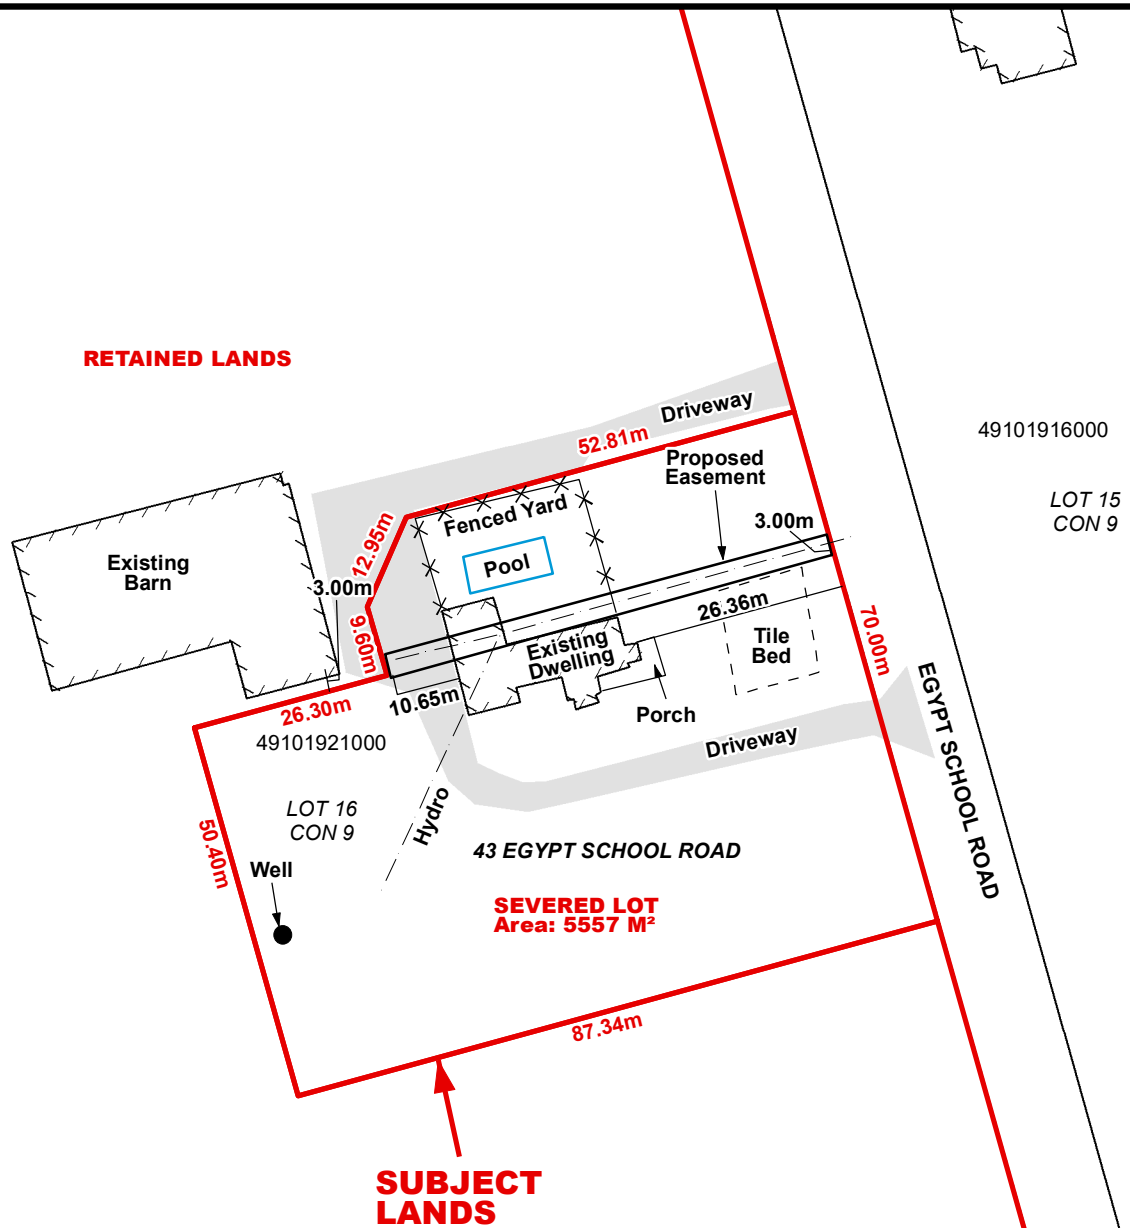 RETAINED LANDS
Driveway
52.81m
49101916000
Proposed
Easement
LOT 15
CON 9
Fenced Yard
3.00m
12.95m
Existing
Barn
Pool
3.00m
26.36m
9.60m
Existing
Dwelling
Tile
Bed
70.00m
10.65m
26.30m
Porch
EGYPT SCHOOL ROAD
49101921000
Driveway
LOT 16
CON 9
Hydro
50.40m
43 EGYPT SCHOOL ROAD
Well
SEVERED LOT
Area: 5557 M²
87.34m
SUBJECT
LANDS